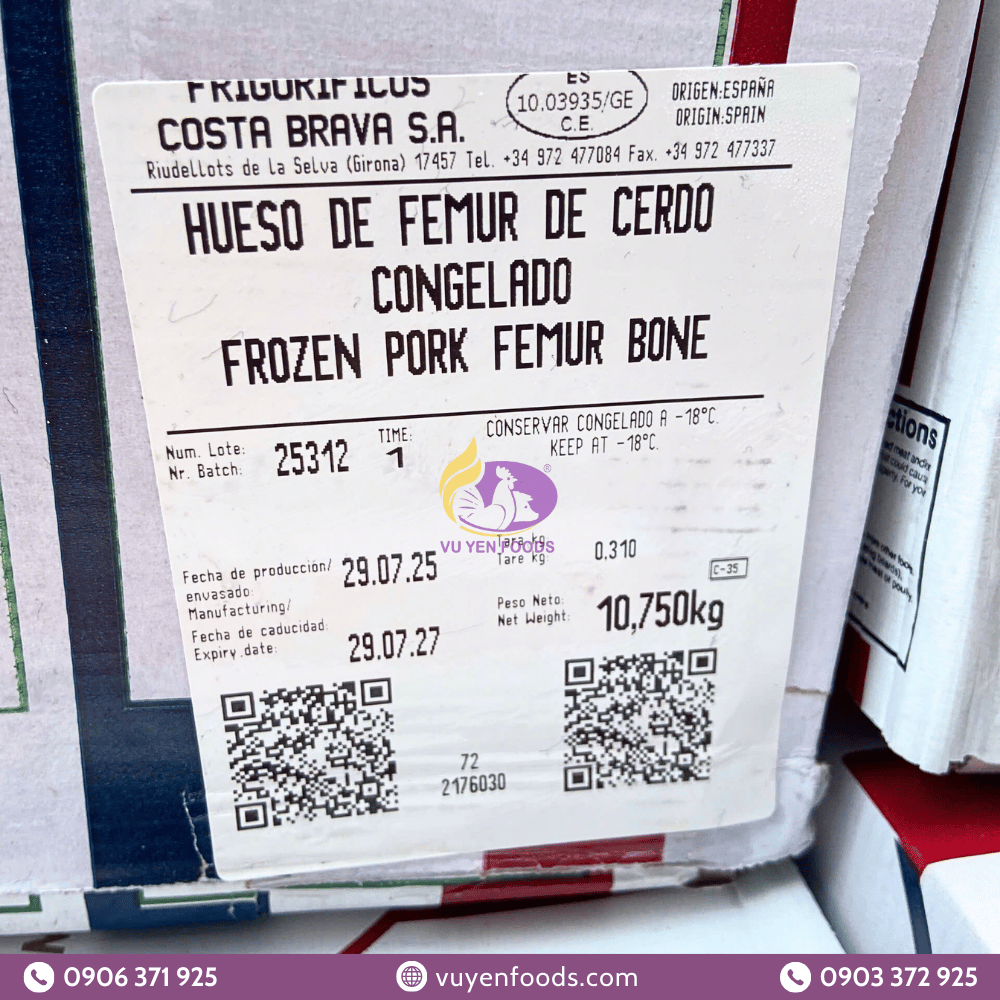 FRIGORIFICOS
COSTA BRAVA S.A.
ES
10.03935/GE
C.E.
ORIGEN:ESPAÑA
ORIGIN:SPAIN
Riudellots de la Selva (Girona) 17457 Tel. +34 972 477084 Fax. +34 972 477337
HUESO DE FEMUR DE CERDO
CONGELADO
FROZEN PORK FEMUR BONE
Num. Lote:
Nr. Batch:
25312
TIME:
1
CONSERVAR CONGELADO A -18°C.
KEEP AT -18°C.
®
VU YEN FOODS
Tara kg:
Tare kg:
0.310
C-35
Fecha de producción/
envasado:
Manufacturing/
29.07.25
Fecha de caducidad:
Expiry.date:
29.07.27
Peso Neto:
Net Weight:
10,750kg
72
2176030
ctions
0906 371 925
vuyenfoods.com
0903 372 925